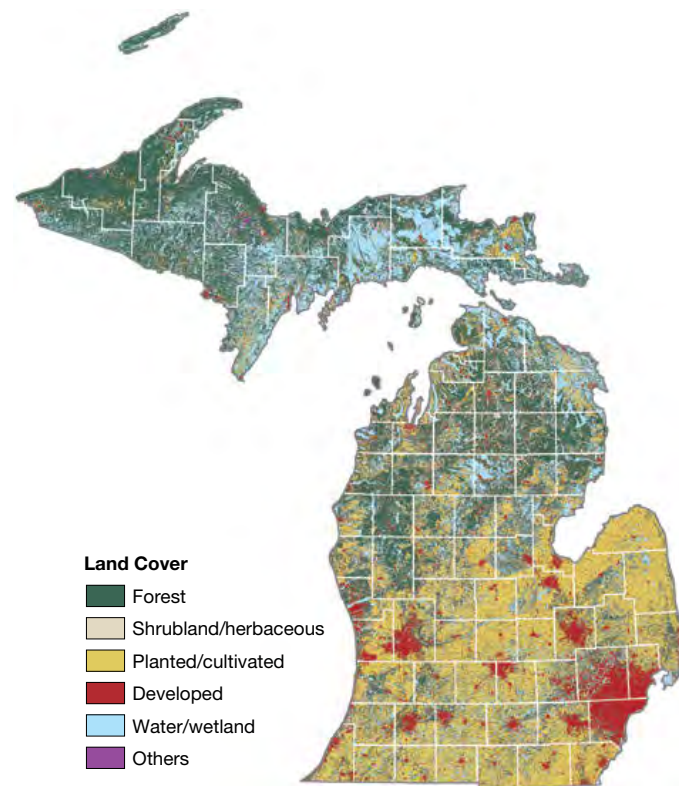 Land Cover
Forest
Shrubland/herbaceous
Planted/cultivated
Developed
Water/wetland
Others